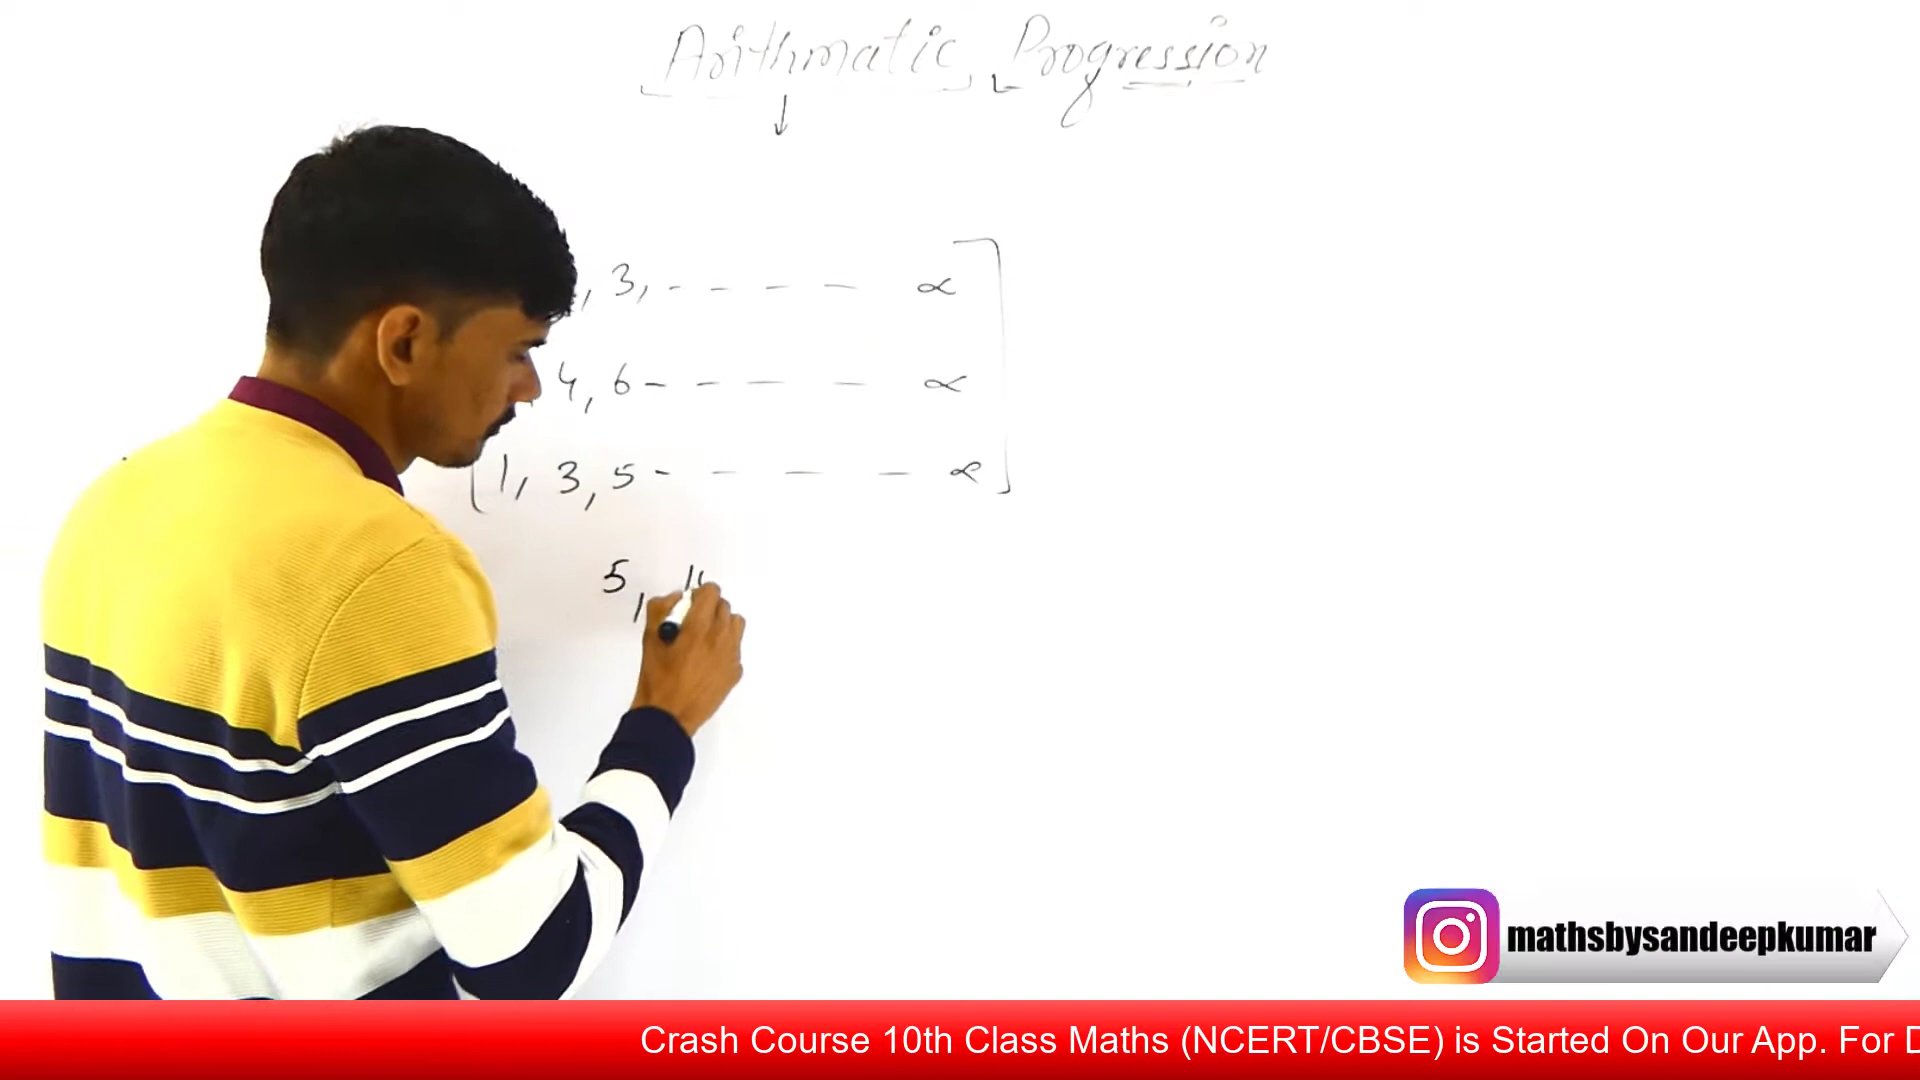 Arithmatic Progression
, 3, - - - - ∝
4, 6 - - - - ∝
1, 3, 5 - - - - ∝
5,
mathsbysandeepkumar
Crash Course 10th Class Maths (NCERT/CBSE) is Started On Our App. For